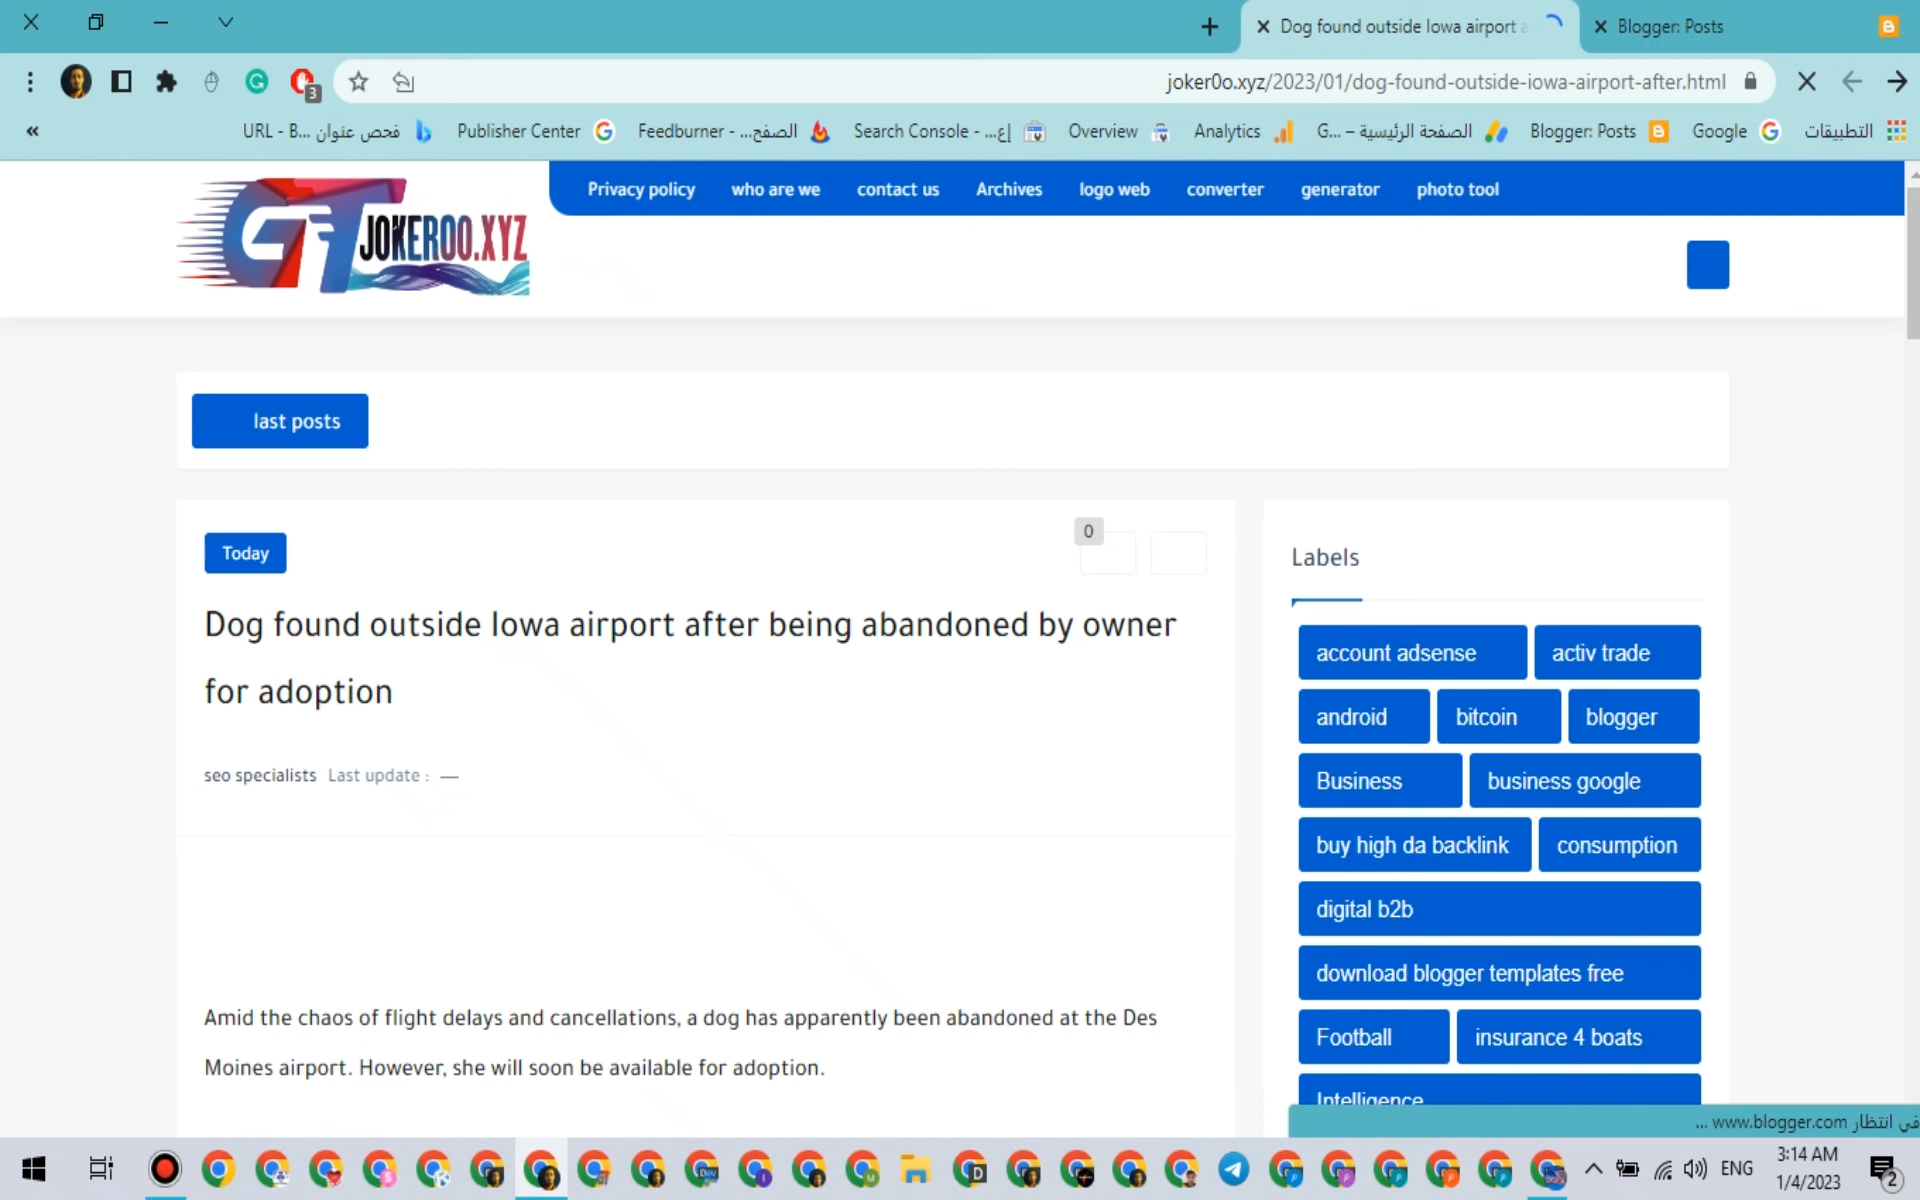 Dog found outside Iowa airport a
Blogger: Posts
3
joker0o.xyz/2023/01/dog-found-outside-iowa-airport-after.html
«
URL - B... فحص عنوان
Publisher Center
Feedburner - ...الصفح
Search Console - ...إع
Overview
Analytics
G... – الصفحة الرئيسية
Blogger: Posts
Google
التطبيقات
Privacy policy
who are we
contact us
Archives
logo web
converter
generator
photo tool
GT JOKEROO.XYZ
last posts
Today
0
Dog found outside Iowa airport after being abandoned by owner
for adoption
seo specialists Last update : —
Amid the chaos of flight delays and cancellations, a dog has apparently been abandoned at the Des
Moines airport. However, she will soon be available for adoption.
Labels
account adsense
activ trade
android
bitcoin
blogger
Business
business google
buy high da backlink
consumption
digital b2b
download blogger templates free
Football
insurance 4 boats
Intelligence
في انتظار www.blogger.com ...
ENG
3:14 AM
1/4/2023
2